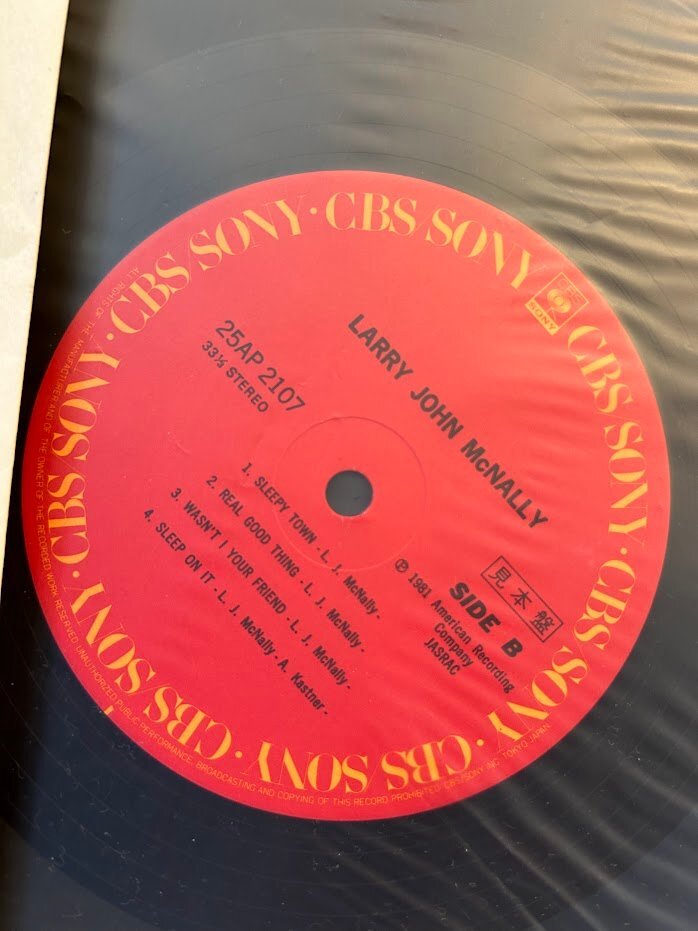 LARRY JOHN McNALLY
25AP 2107
33⅓ STEREO
1. SLEEPY TOWN - L. J. McNally -
2. REAL GOOD THING - L. J. McNally -
3. WASN'T I YOUR FRIEND - L. J. McNally -
4. SLEEP ON IT - L. J. McNally - A. Kastner -
見本盤
SIDE B
℗ 1981 American Recording
Company
JASRAC
CBS/SONY · CBS/SONY · CBS/SONY · CBS/SONY · CBS/SONY · CBS/SONY · CBS/SONY · CBS/SONY
SONY
ALL RIGHTS OF THE MANUFACTURER AND OF THE OWNER OF THE RECORDED WORK RESERVED. UNAUTHORIZED PUBLIC PERFORMANCE, BROADCASTING AND COPYING OF THIS RECORD PROHIBITED. CBS/SONY INC. TOKYO JAPAN